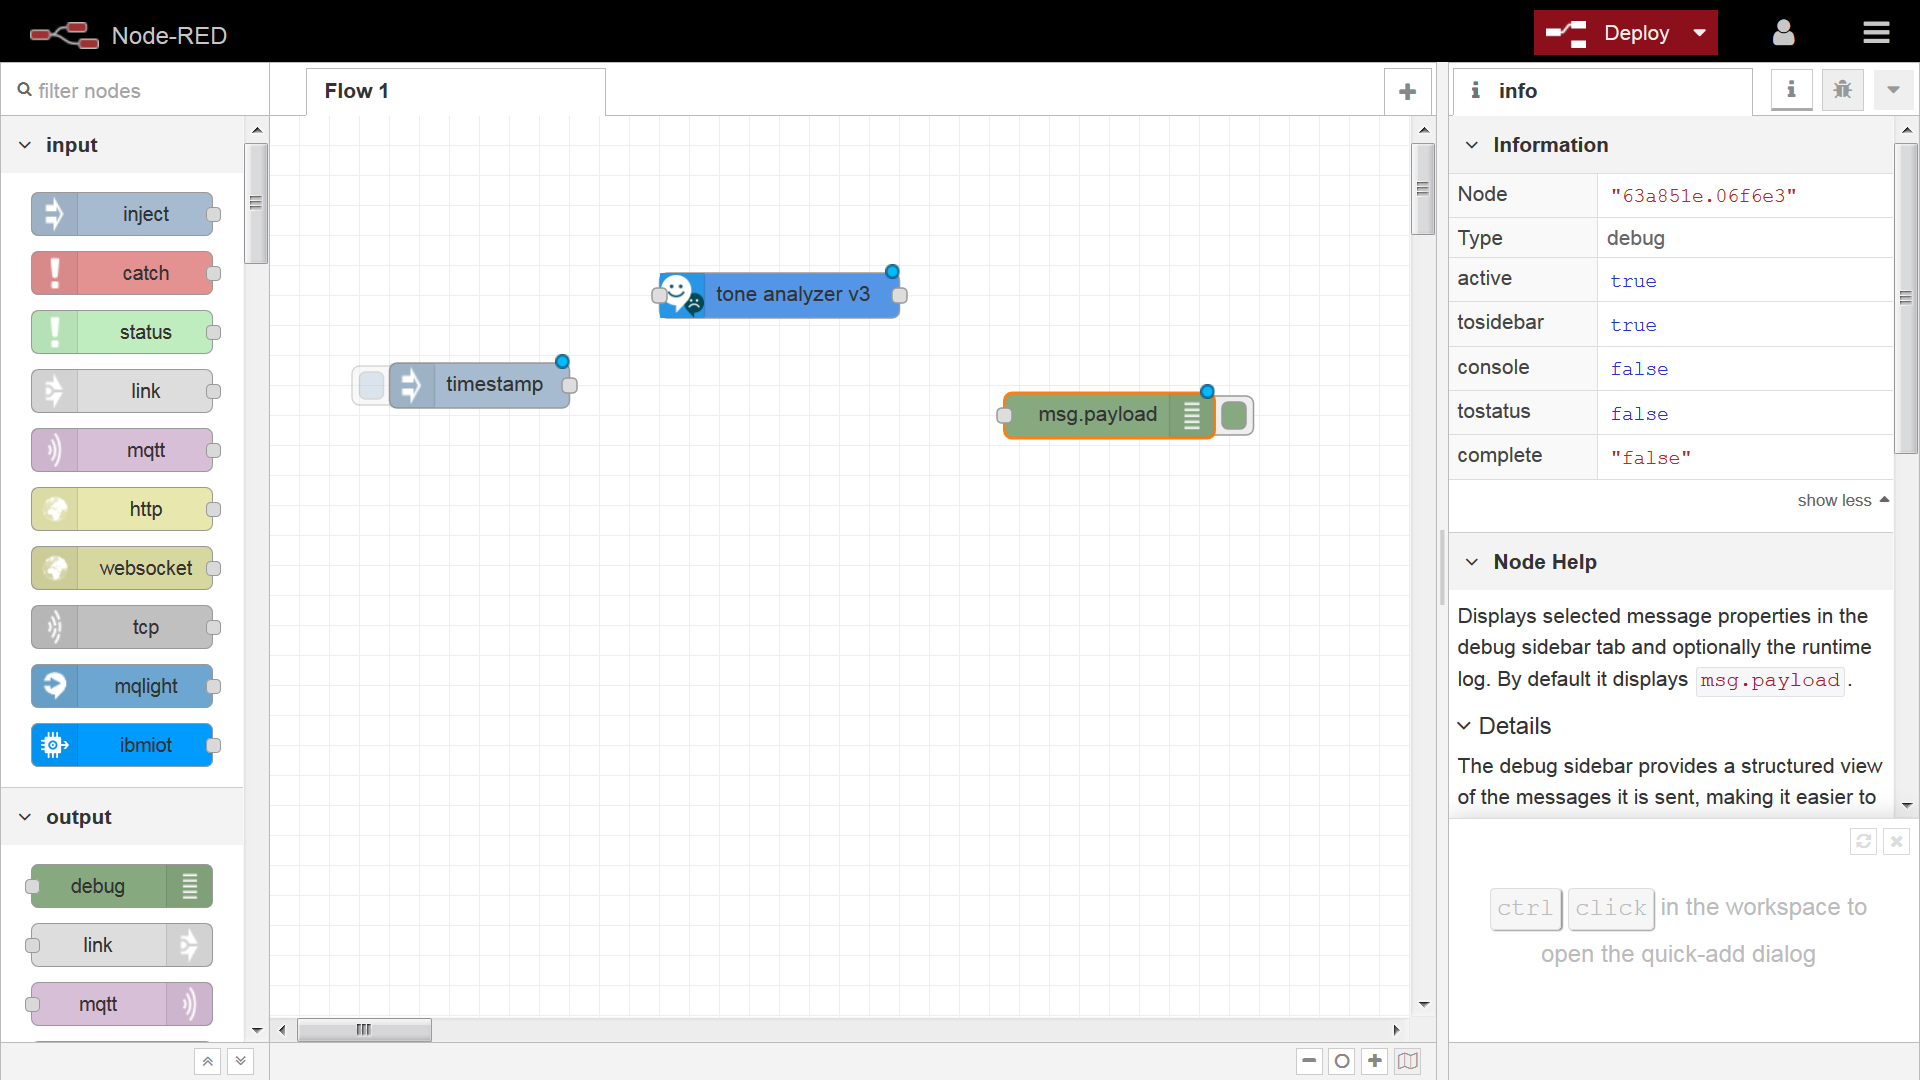 Node-RED
Deploy
filter nodes
Flow 1
info
input
inject
catch
status
link
mqtt
http
websocket
tcp
mqlight
ibmiot
output
debug
link
mqtt
tone analyzer v3
timestamp
msg.payload
Information
Node "63a851e.06f6e3"
Type debug
active true
tosidebar true
console false
tostatus false
complete "false"
show less
Node Help
Displays selected message properties in the
debug sidebar tab and optionally the runtime
log. By default it displays msg.payload.
Details
The debug sidebar provides a structured view
of the messages it is sent, making it easier to
ctrl click in the workspace to
open the quick-add dialog